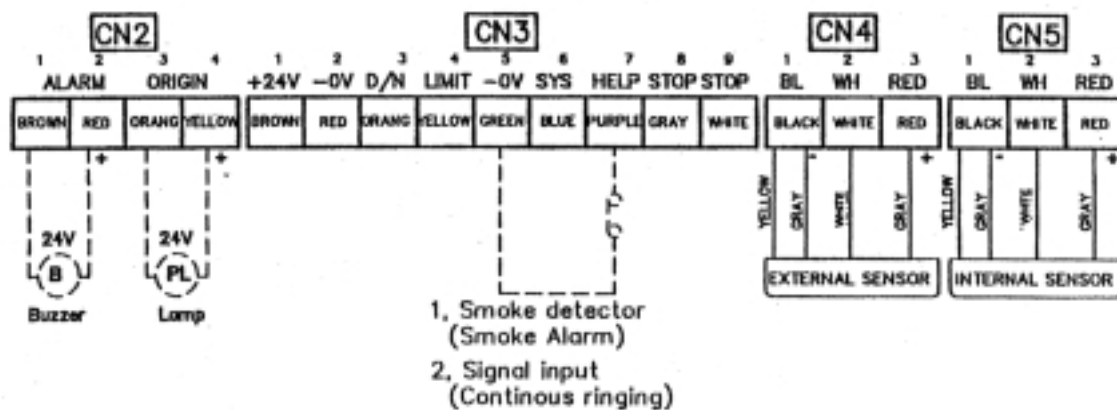 CN2 CN3 CN4 CN5
1 2 3 4 1 2 3 4 5 6 7 8 9 1 2 3 1 2 3
ALARM ORIGIN +24V -0V D/N LIMIT -0V SYS HELP STOP STOP BL WH RED BL WH RED
BROWN RED ORANG YELLOW BROWN RED ORANG YELLOW GREEN BLUE PURPLE GRAY WHITE BLACK WHITE RED BLACK WHITE RED
+ + - + - +
YELLOW GRAY WHITE GRAY YELLOW GRAY WHITE GRAY
24V 24V
B PL EXTERNAL SENSOR INTERNAL SENSOR
Buzzer Lamp
1, Smoke detector
(Smoke Alarm)
2, Signal input
(Continous ringing)